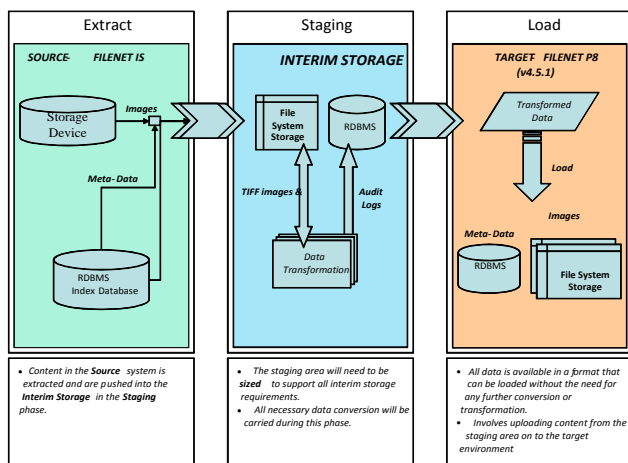 Extract
SOURCE- FILENET IS
Storage
Device
Images
Meta-Data
RDBMS
Index Database
• Content in the Source system is
extracted and are pushed into the
Interim Storage in the Staging
phase.
Staging
INTERIM STORAGE
File
System
Storage
RDBMS
TIFF images &
Audit
Logs
Data
Transformation
• The staging area will need to be
sized to support all interim storage
requirements.
• All necessary data conversion will be
carried during this phase.
Load
TARGET- FILENET P8
(v4.5.1)
Transformed
Data
Load
Images
Meta-Data
RDBMS
File System
Storage
• All data is available in a format that
can be loaded without the need for
any further conversion or
transformation.
• Involves uploading content from the
staging area on to the target
environment